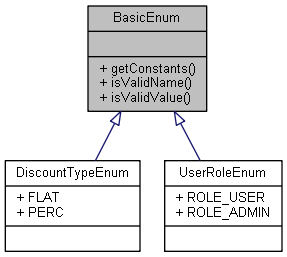 BasicEnum
+ getConstants()
+ isValidName()
+ isValidValue()
DiscountTypeEnum
+ FLAT
+ PERC
UserRoleEnum
+ ROLE_USER
+ ROLE_ADMIN